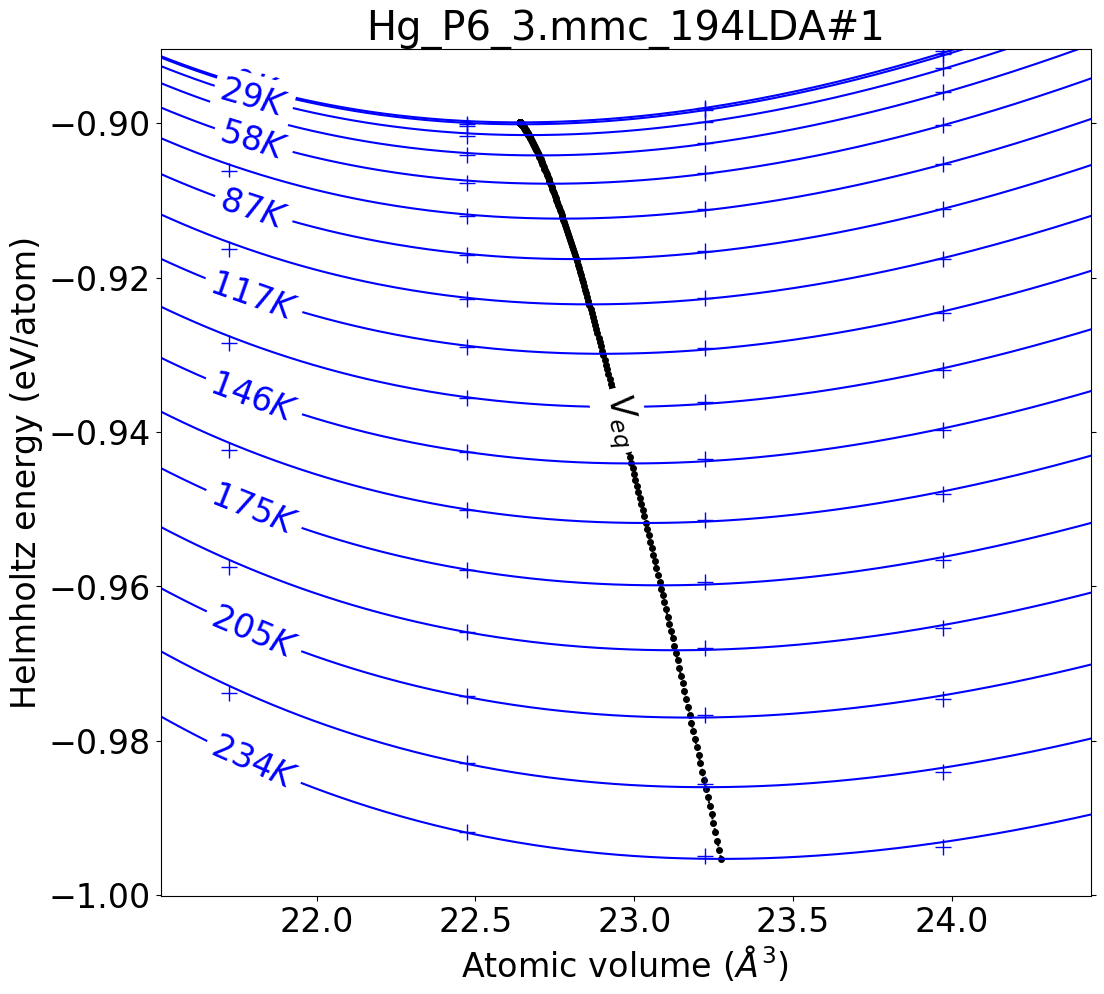 Hg_P6_3.mmc_194LDA#1
Helmholtz energy (eV/atom)
−0.90
−0.92
−0.94
−0.96
−0.98
−1.00
29K
58K
87K
117K
146K
175K
205K
234K
V_eq
22.0 22.5 23.0 23.5 24.0
Atomic volume (Å³)